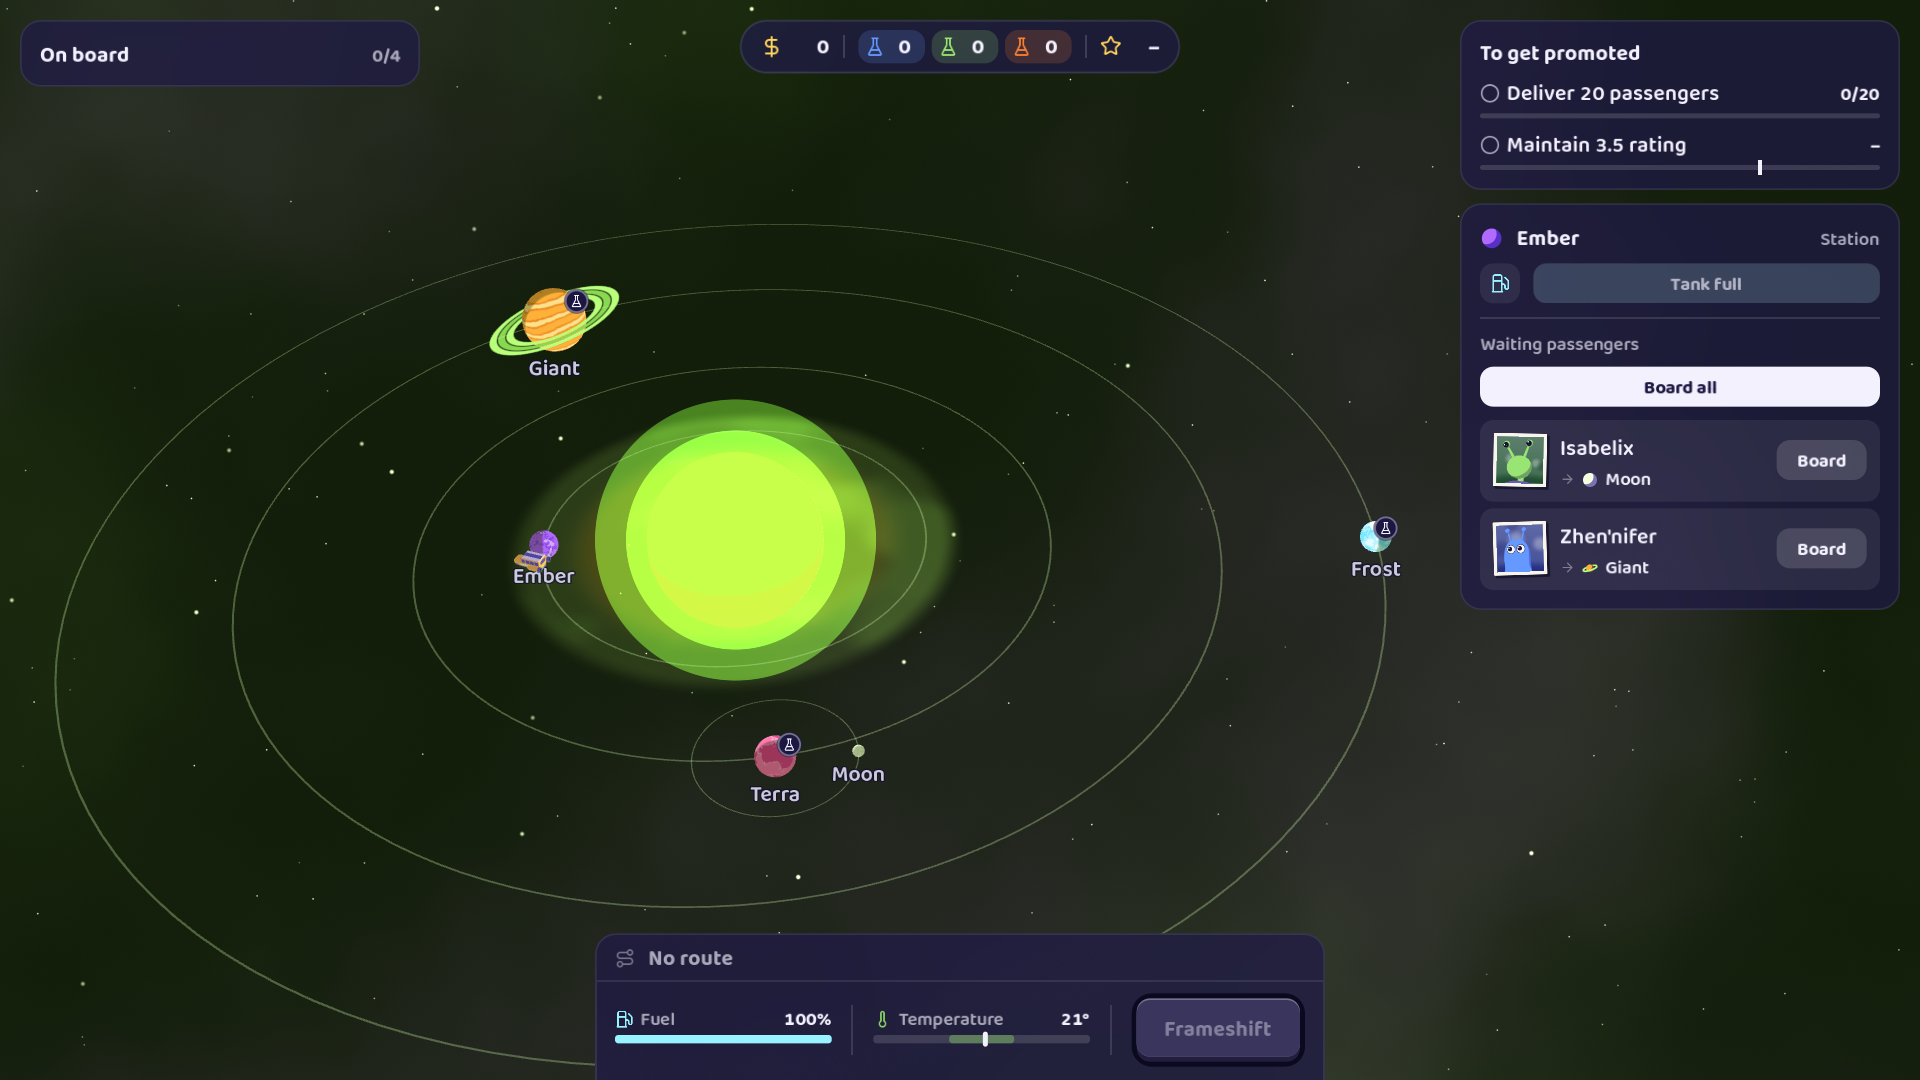 On board 0/4
$ 0 0 0 0 –
To get promoted
Deliver 20 passengers 0/20
Maintain 3.5 rating –
Ember Station
Tank full
Waiting passengers
Board all
Isabelix
→ Moon
Board
Zhen'nifer
→ Giant
Board
Giant
Ember
Frost
Moon
Terra
No route
Fuel 100%
Temperature 21°
Frameshift